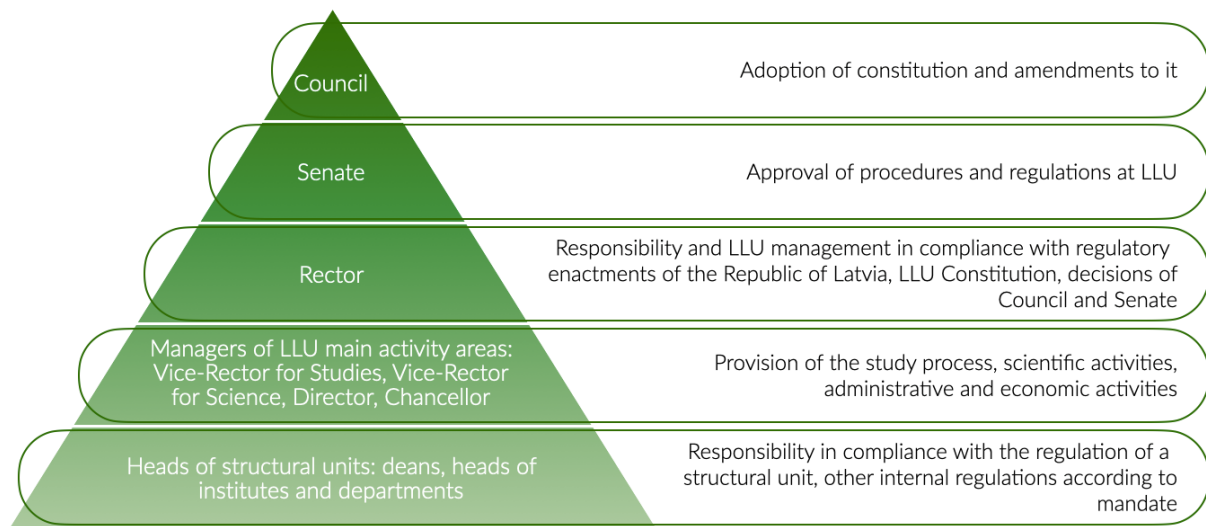 Council
Adoption of constitution and amendments to it
Senate
Approval of procedures and regulations at LLU
Rector
Responsibility and LLU management in compliance with regulatory
enactments of the Republic of Latvia, LLU Constitution, decisions of
Council and Senate
Managers of LLU main activity areas:
Vice-Rector for Studies, Vice-Rector
for Science, Director, Chancellor
Provision of the study process, scientific activities,
administrative and economic activities
Heads of structural units: deans, heads of
institutes and departments
Responsibility in compliance with the regulation of a
structural unit, other internal regulations according to
mandate